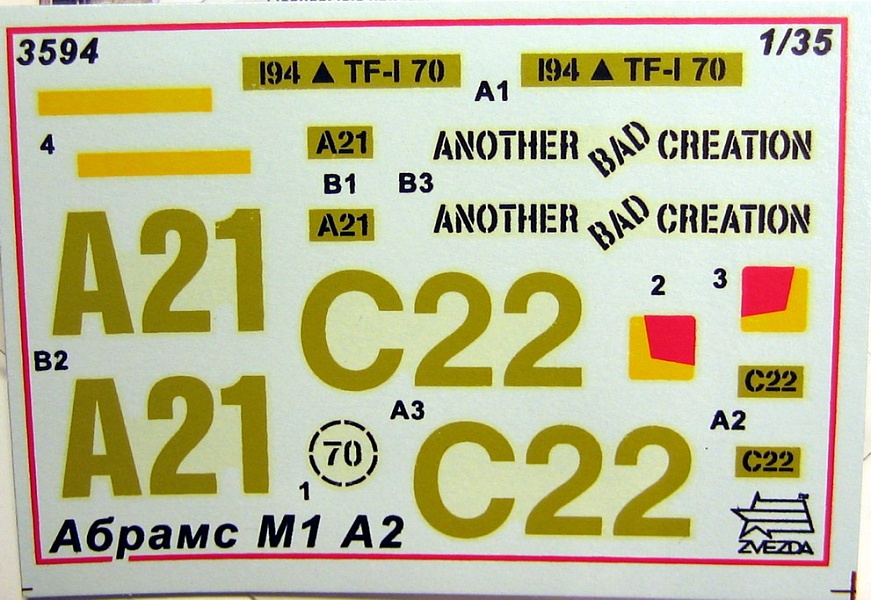 3594
1/35
I94 ▲ TF-I 70
I94 ▲ TF-I 70
A1
4
A21
ANOTHER BAD CREATION
B1
B3
A21
ANOTHER BAD CREATION
A21
C22
2
3
B2
C22
A21
A3
A2
70
C22
C22
1
Абрамс М1 А2
ZVEZDA